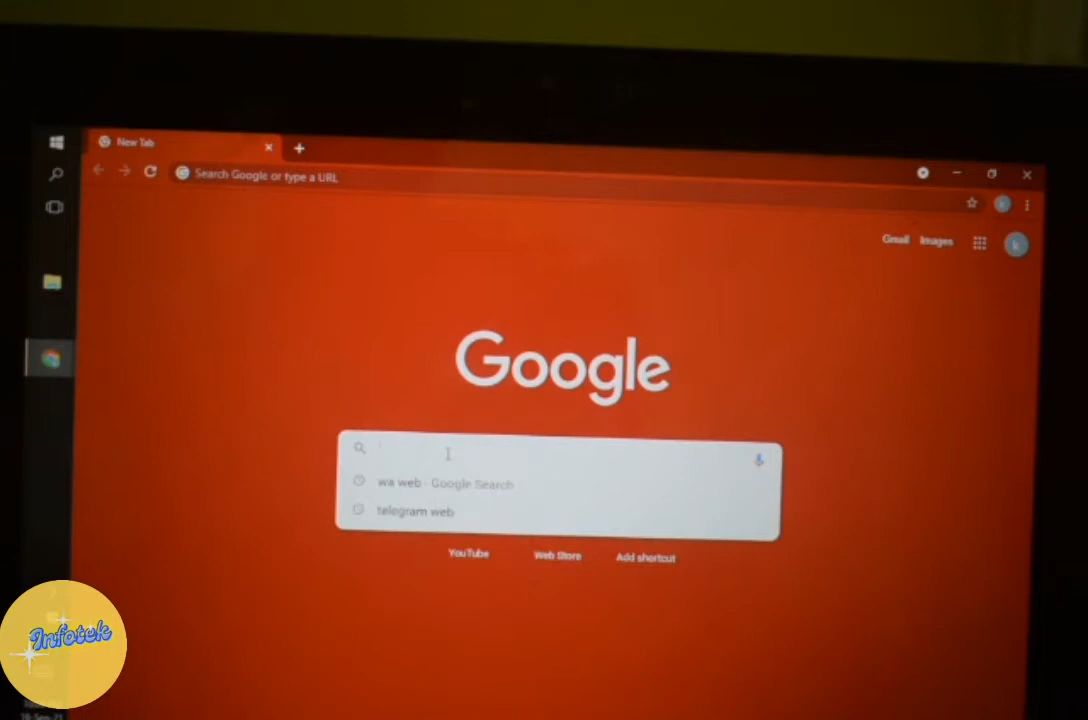 New Tab
Search Google or type a URL
Gmail Images
k
Google
wa web - Google Search
telegram web
YouTube Web Store Add shortcut
Infotek